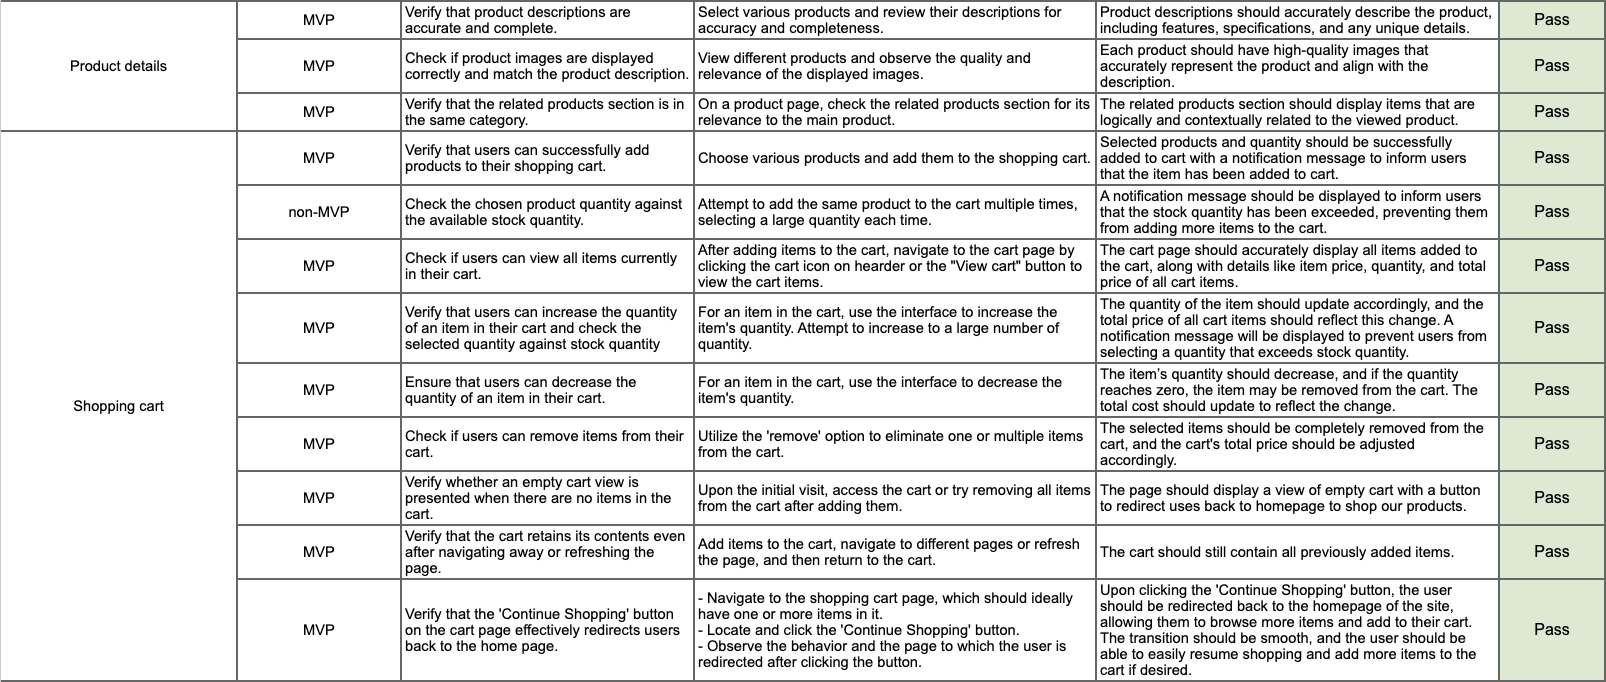 Product details
MVP
Verify that product descriptions are
accurate and complete.
Select various products and review their descriptions for
accuracy and completeness.
Product descriptions should accurately describe the product,
including features, specifications, and any unique details.
Pass
MVP
Check if product images are displayed
correctly and match the product description.
View different products and observe the quality and
relevance of the displayed images.
Each product should have high-quality images that
accurately represent the product and align with the
description.
Pass
MVP
Verify that the related products section is in
the same category.
On a product page, check the related products section for its
relevance to the main product.
The related products section should display items that are
logically and contextually related to the viewed product.
Pass
Shopping cart
MVP
Verify that users can successfully add
products to their shopping cart.
Choose various products and add them to the shopping cart.
Selected products and quantity should be successfully
added to cart with a notification message to inform users
that the item has been added to cart.
Pass
non-MVP
Check the chosen product quantity against
the available stock quantity.
Attempt to add the same product to the cart multiple times,
selecting a large quantity each time.
A notification message should be displayed to inform users
that the stock quantity has been exceeded, preventing them
from adding more items to the cart.
Pass
MVP
Check if users can view all items currently
in their cart.
After adding items to the cart, navigate to the cart page by
clicking the cart icon on hearder or the "View cart" button to
view the cart items.
The cart page should accurately display all items added to
the cart, along with details like item price, quantity, and total
price of all cart items.
Pass
MVP
Verify that users can increase the quantity
of an item in their cart and check the
selected quantity against stock quantity
For an item in the cart, use the interface to increase the
item's quantity. Attempt to increase to a large number of
quantity.
The quantity of the item should update accordingly, and the
total price of all cart items should reflect this change. A
notification message will be displayed to prevent users from
selecting a quantity that exceeds stock quantity.
Pass
MVP
Ensure that users can decrease the
quantity of an item in their cart.
For an item in the cart, use the interface to decrease the
item's quantity.
The item’s quantity should decrease, and if the quantity
reaches zero, the item may be removed from the cart. The
total cost should update to reflect the change.
Pass
MVP
Check if users can remove items from their
cart.
Utilize the 'remove' option to eliminate one or multiple items
from the cart.
The selected items should be completely removed from the
cart, and the cart's total price should be adjusted
accordingly.
Pass
MVP
Verify whether an empty cart view is
presented when there are no items in the
cart.
Upon the initial visit, access the cart or try removing all items
from the cart after adding them.
The page should display a view of empty cart with a button
to redirect uses back to homepage to shop our products.
Pass
MVP
Verify that the cart retains its contents even
after navigating away or refreshing the
page.
Add items to the cart, navigate to different pages or refresh
the page, and then return to the cart.
The cart should still contain all previously added items.
Pass
MVP
Verify that the 'Continue Shopping' button
on the cart page effectively redirects users
back to the home page.
- Navigate to the shopping cart page, which should ideally
have one or more items in it.
- Locate and click the 'Continue Shopping' button.
- Observe the behavior and the page to which the user is
redirected after clicking the button.
Upon clicking the 'Continue Shopping' button, the user
should be redirected back to the homepage of the site,
allowing them to browse more items and add to their cart.
The transition should be smooth, and the user should be
able to easily resume shopping and add more items to the
cart if desired.
Pass